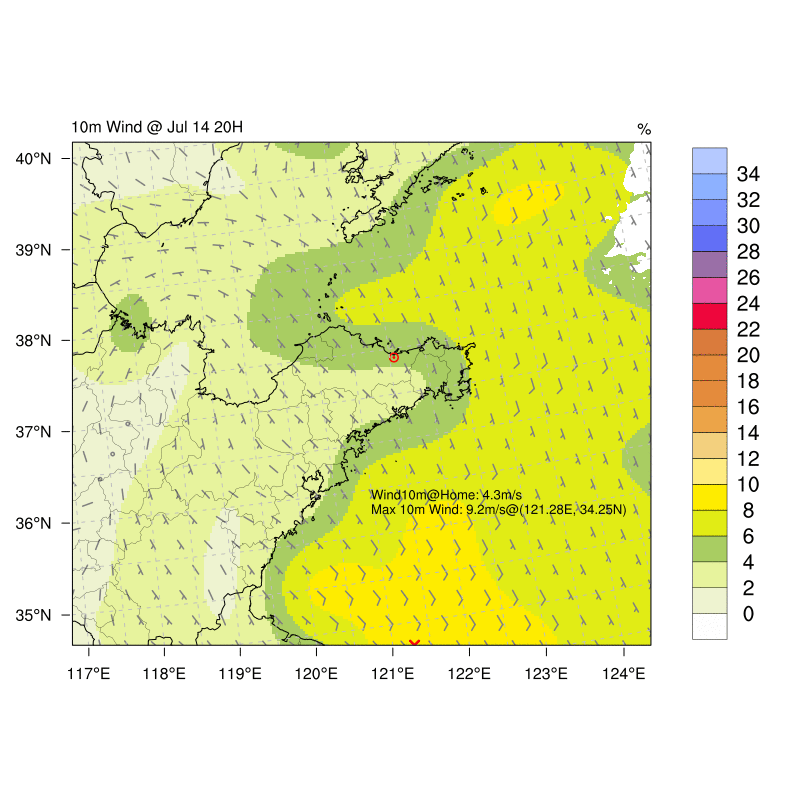 10m Wind @ Jul 14 20H
%
40°N
39°N
38°N
37°N
36°N
35°N
117°E
118°E
119°E
120°E
121°E
122°E
123°E
124°E
Wind10m@Home: 4.3m/s
Max 10m Wind: 9.2m/s@(121.28E, 34.25N)
34
32
30
28
26
24
22
20
18
16
14
12
10
8
6
4
2
0